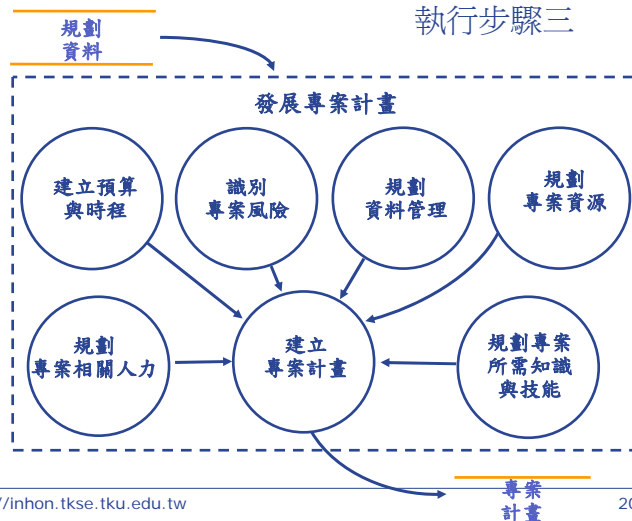 執行步驟三
規劃
資料
發展專案計畫
建立預算
與時程
識別
專案風險
規劃
資料管理
規劃
專案資源
規劃
專案相關人力
建立
專案計畫
規劃專案
所需知識
與技能
專案
計畫
//inhon.tkse.tku.edu.tw
20